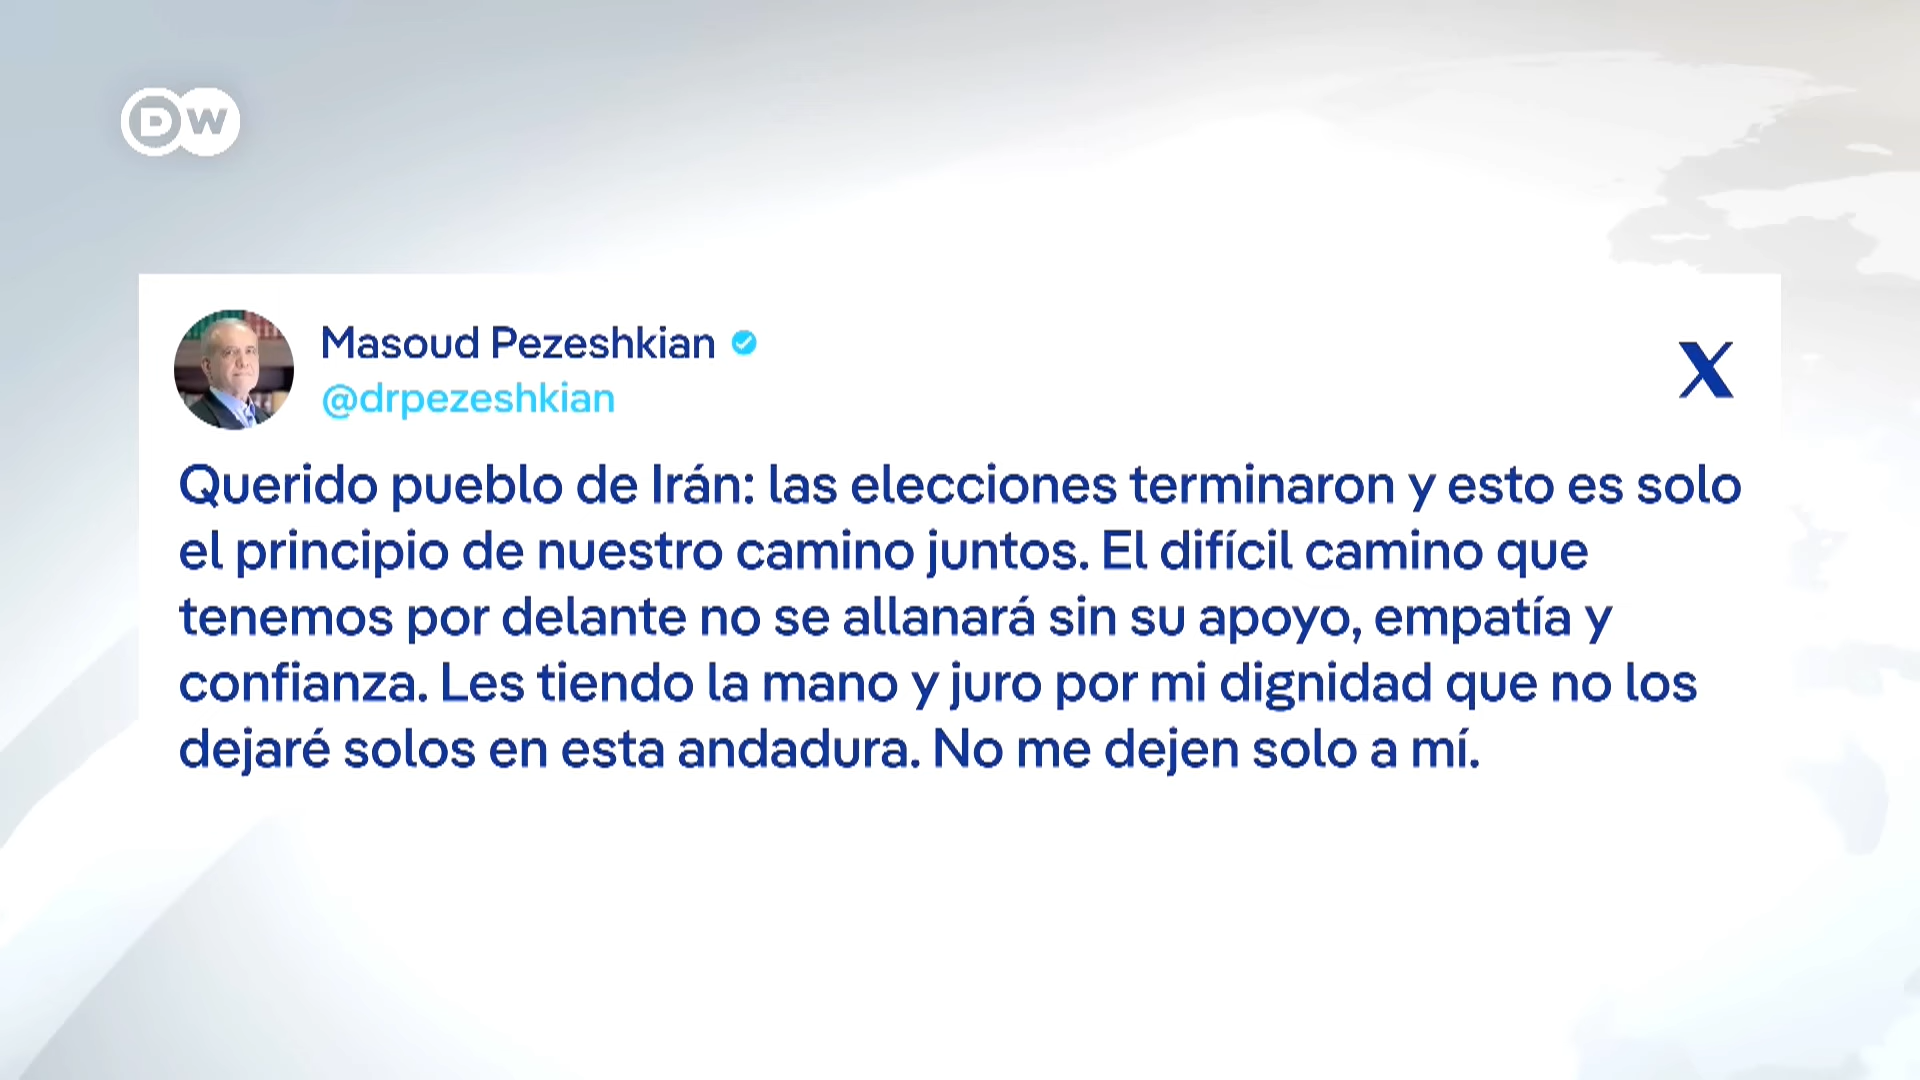 DW
Masoud Pezeshkian
@drpezeshkian
X
Querido pueblo de Irán: las elecciones terminaron y esto es solo
el principio de nuestro camino juntos. El difícil camino que
tenemos por delante no se allanará sin su apoyo, empatía y
confianza. Les tiendo la mano y juro por mi dignidad que no los
dejaré solos en esta andadura. No me dejen solo a mí.